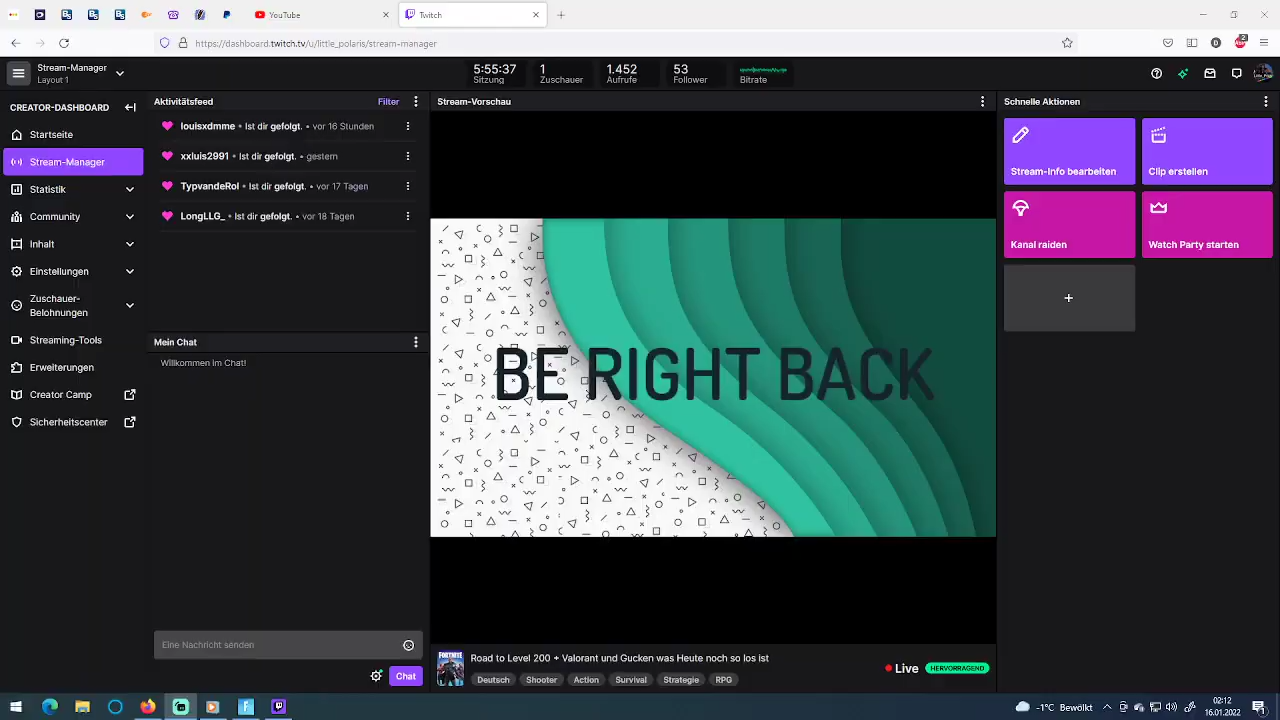 YouTube
Twitch
https://dashboard.twitch.tv/u/little_polaris/stream-manager
Stream-Manager
Layout 1
5:55:37
Sitzung
1
Zuschauer
1.452
Aufrufe
53
Follower
Bitrate
CREATOR-DASHBOARD
Startseite
Stream-Manager
Statistik
Community
Inhalt
Einstellungen
Zuschauer-
Belohnungen
Streaming-Tools
Erweiterungen
Creator Camp
Sicherheitscenter
Aktivitätsfeed
Filter
louisxdmme • Ist dir gefolgt. • vor 16 Stunden
xxluis2991 • Ist dir gefolgt. • gestern
TypvandeRol • Ist dir gefolgt. • vor 17 Tagen
LongLLG_ • Ist dir gefolgt. • vor 18 Tagen
Mein Chat
Willkommen im Chat!
Eine Nachricht senden
Chat
Stream-Vorschau
BE RIGHT BACK
FORTNITE
Road to Level 200 + Valorant und Gucken was Heute noch so los ist
Deutsch Shooter Action Survival Strategie RPG
Live
HERVORRAGEND
Schnelle Aktionen
Stream-Info bearbeiten
Clip erstellen
Kanal raiden
Watch Party starten
-1°C Bewölkt
02:12
16.01.2022